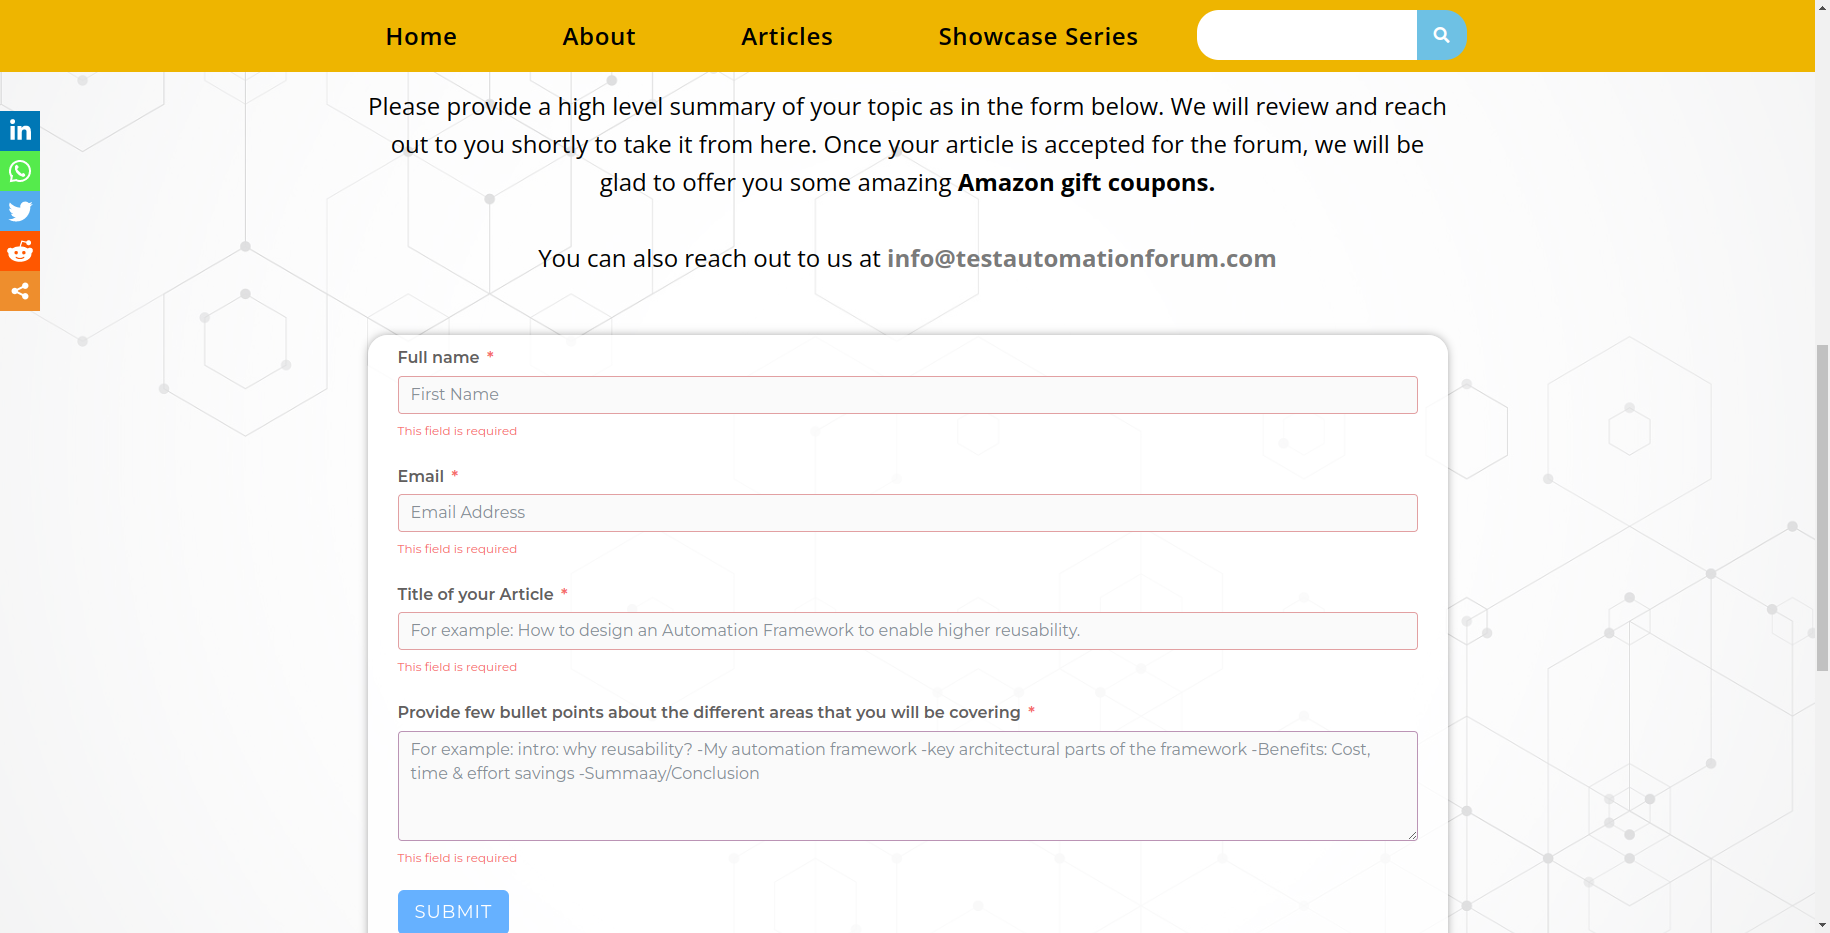 Home About Articles Showcase Series
Please provide a high level summary of your topic as in the form below. We will review and reach
out to you shortly to take it from here. Once your article is accepted for the forum, we will be
glad to offer you some amazing Amazon gift coupons.
You can also reach out to us at info@testautomationforum.com
in
Full name *
First Name
This field is required
Email *
Email Address
This field is required
Title of your Article *
For example: How to design an Automation Framework to enable higher reusability.
This field is required
Provide few bullet points about the different areas that you will be covering *
For example: intro: why reusability? -My automation framework -key architectural parts of the framework -Benefits: Cost,
time & effort savings -Summaay/Conclusion
This field is required
SUBMIT